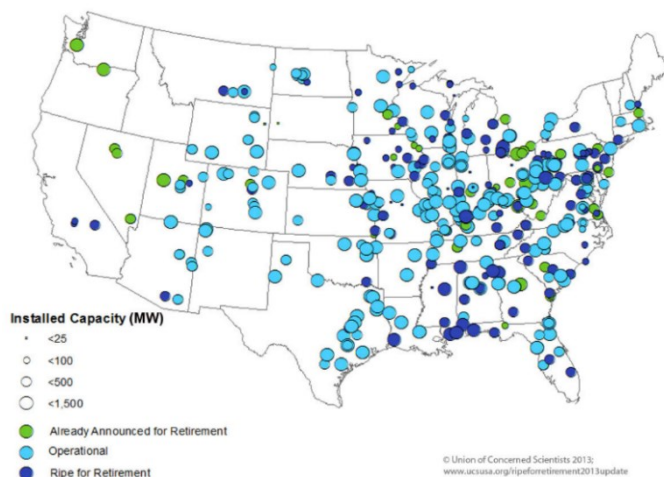 Installed Capacity (MW)
<25
<100
<500
<1,500
Already Announced for Retirement
Operational
Ripe for Retirement
© Union of Concerned Scientists 2013;
www.ucsusa.org/ripeforretirement2013update